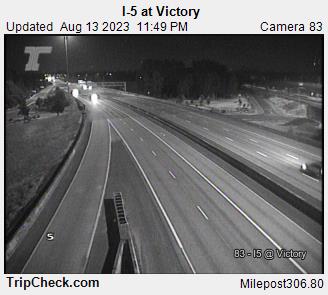 I-5 at Victory
Updated Aug 13 2023 11:49 PM Camera 83
T
S
83 - I5 @ Victory
TripCheck.com Milepost306.80